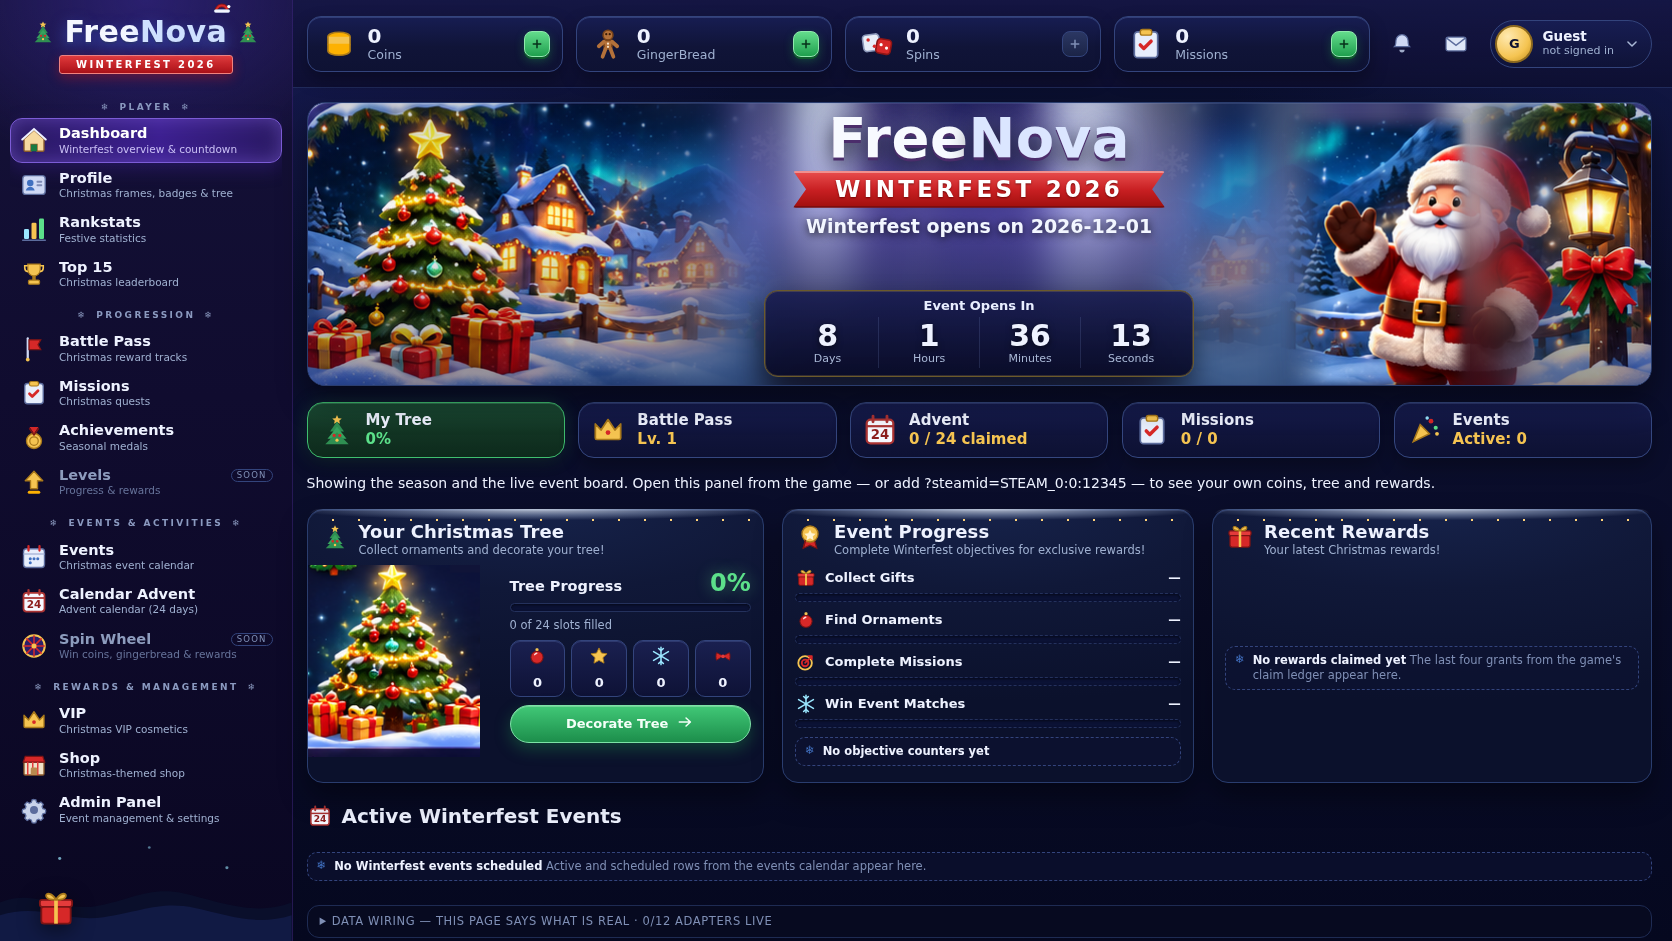 FreeNova
WINTERFEST 2026
PLAYER
Dashboard
Winterfest overview & countdown
Profile
Christmas frames, badges & tree
Rankstats
Festive statistics
Top 15
Christmas leaderboard
PROGRESSION
Battle Pass
Christmas reward tracks
Missions
Christmas quests
Achievements
Seasonal medals
Levels
SOON
Progress & rewards
EVENTS & ACTIVITIES
Events
Christmas event calendar
24
Calendar Advent
Advent calendar (24 days)
Spin Wheel
SOON
Win coins, gingerbread & rewards
REWARDS & MANAGEMENT
VIP
Christmas VIP cosmetics
Shop
Christmas-themed shop
Admin Panel
Event management & settings
0
Coins
+
0
GingerBread
+
0
Spins
+
0
Missions
+
G
Guest
not signed in
FreeNova
WINTERFEST 2026
Winterfest opens on 2026-12-01
Event Opens In
8 1 36 13
Days Hours Minutes Seconds
My Tree
0%
Battle Pass
Lv. 1
24
Advent
0 / 24 claimed
Missions
0 / 0
Events
Active: 0
Showing the season and the live event board. Open this panel from the game — or add ?steamid=STEAM_0:0:12345 — to see your own coins, tree and rewards.
Your Christmas Tree
Collect ornaments and decorate your tree!
Tree Progress 0%
0 of 24 slots filled
0 0 0 0
Decorate Tree →
Event Progress
Complete Winterfest objectives for exclusive rewards!
Collect Gifts —
Find Ornaments —
Complete Missions —
Win Event Matches —
No objective counters yet
Recent Rewards
Your latest Christmas rewards!
No rewards claimed yet The last four grants from the game's
claim ledger appear here.
24
Active Winterfest Events
No Winterfest events scheduled Active and scheduled rows from the events calendar appear here.
▶ DATA WIRING — THIS PAGE SAYS WHAT IS REAL · 0/12 ADAPTERS LIVE